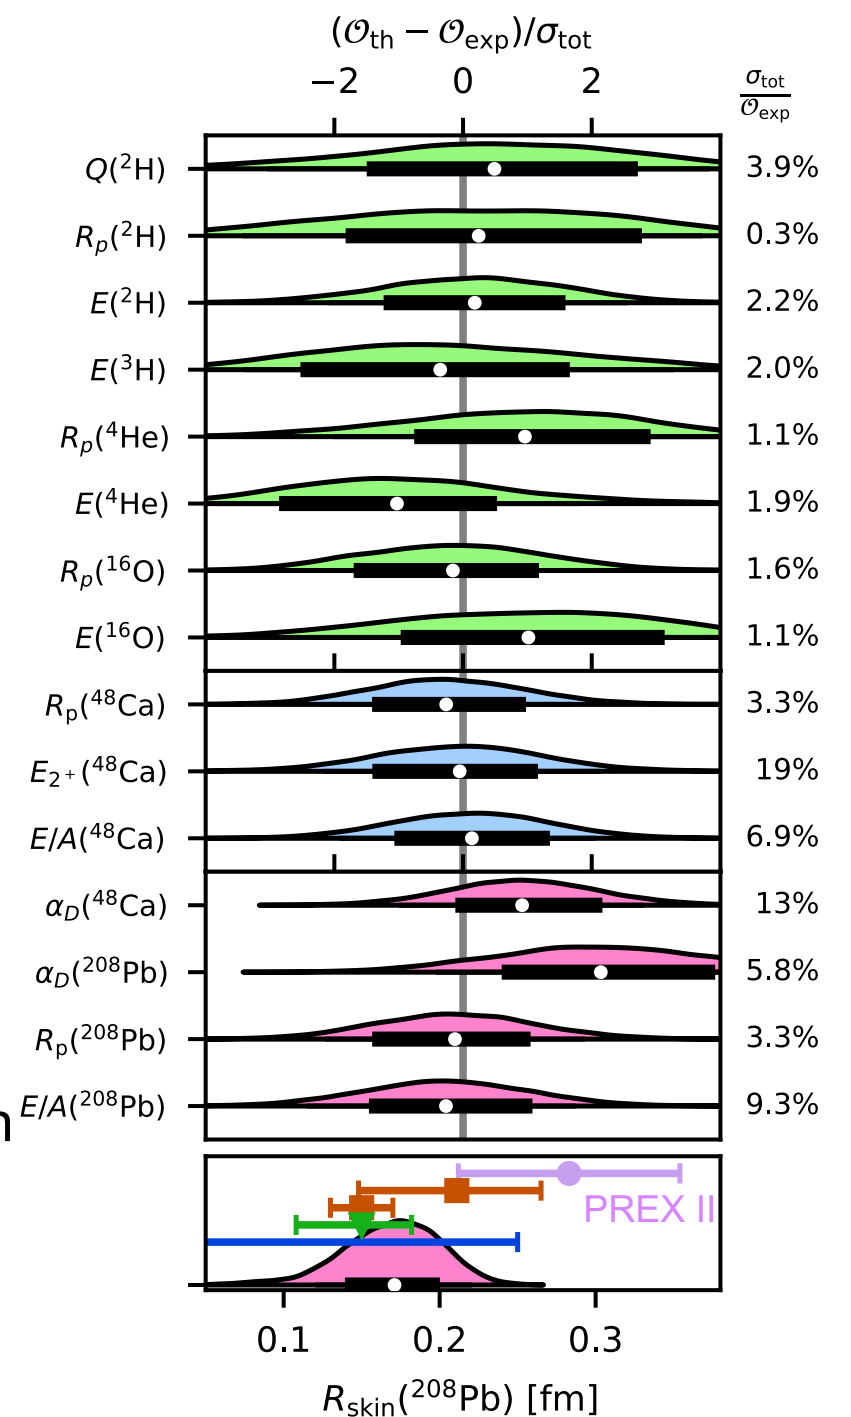 (𝒪th − 𝒪exp)/σtot
−2 0 2
σtot
𝒪exp
Q(²H) 3.9%
Rp(²H) 0.3%
E(²H) 2.2%
E(³H) 2.0%
Rp(⁴He) 1.1%
E(⁴He) 1.9%
Rp(¹⁶O) 1.6%
E(¹⁶O) 1.1%
Rp(⁴⁸Ca) 3.3%
E2⁺(⁴⁸Ca) 19%
E/A(⁴⁸Ca) 6.9%
αD(⁴⁸Ca) 13%
αD(²⁰⁸Pb) 5.8%
Rp(²⁰⁸Pb) 3.3%
E/A(²⁰⁸Pb) 9.3%
PREX II
0.1 0.2 0.3
Rskin(²⁰⁸Pb) [fm]